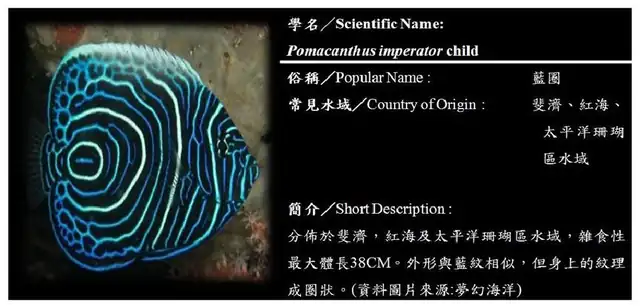 學名／Scientific Name:
Pomacanthus imperator child
俗稱／Popular Name : 藍圈
常見水域／Country of Origin : 斐濟、紅海、
太平洋珊瑚
區水域
簡介／Short Description :
分佈於斐濟，紅海及太平洋珊瑚區水域，雜食性
最大體長38CM。外形與藍紋相似，但身上的紋理
成圈狀。(資料圖片來源:夢幻海洋)